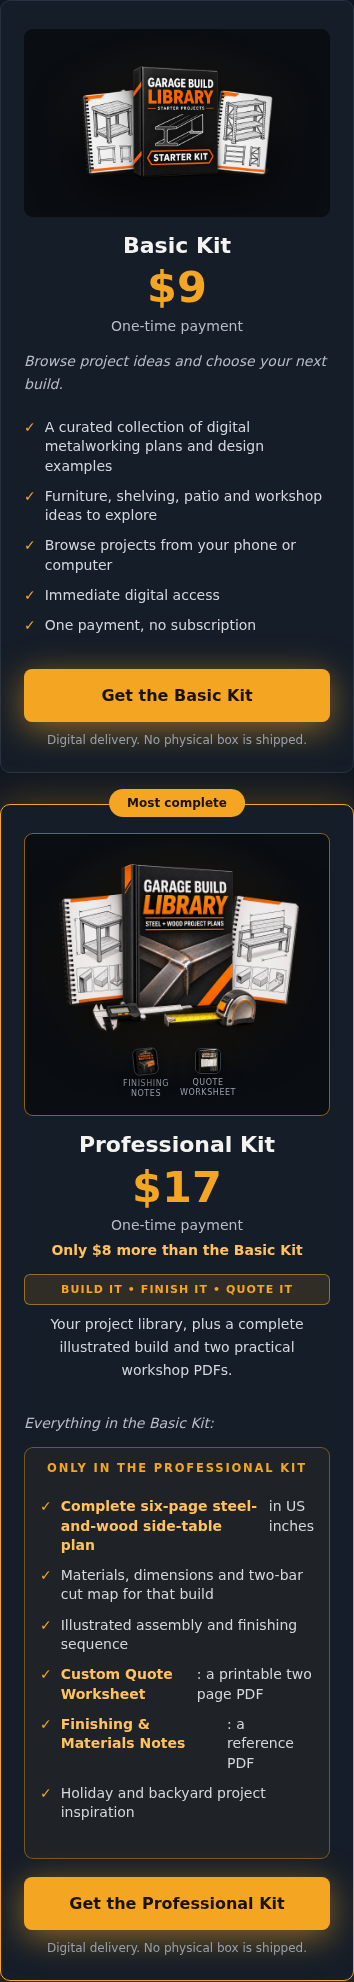 GARAGE BUILD
LIBRARY
STARTER PROJECTS
STARTER KIT
Basic Kit
$9
One-time payment
Browse project ideas and choose your next
build.
✓ A curated collection of digital
metalworking plans and design
examples
✓ Furniture, shelving, patio and workshop
ideas to explore
✓ Browse projects from your phone or
computer
✓ Immediate digital access
✓ One payment, no subscription
Get the Basic Kit
Digital delivery. No physical box is shipped.
Most complete
GARAGE BUILD
LIBRARY
STEEL + WOOD PROJECT PLANS
FINISHING
NOTES
QUOTE
WORKSHEET
Professional Kit
$17
One-time payment
Only $8 more than the Basic Kit
BUILD IT • FINISH IT • QUOTE IT
Your project library, plus a complete
illustrated build and two practical
workshop PDFs.
Everything in the Basic Kit:
ONLY IN THE PROFESSIONAL KIT
✓ Complete six-page steel- in US
and-wood side-table inches
plan
✓ Materials, dimensions and two-bar
cut map for that build
✓ Illustrated assembly and finishing
sequence
✓ Custom Quote : a printable two
Worksheet page PDF
✓ Finishing & : a
Materials Notes reference
PDF
✓ Holiday and backyard project
inspiration
Get the Professional Kit
Digital delivery. No physical box is shipped.